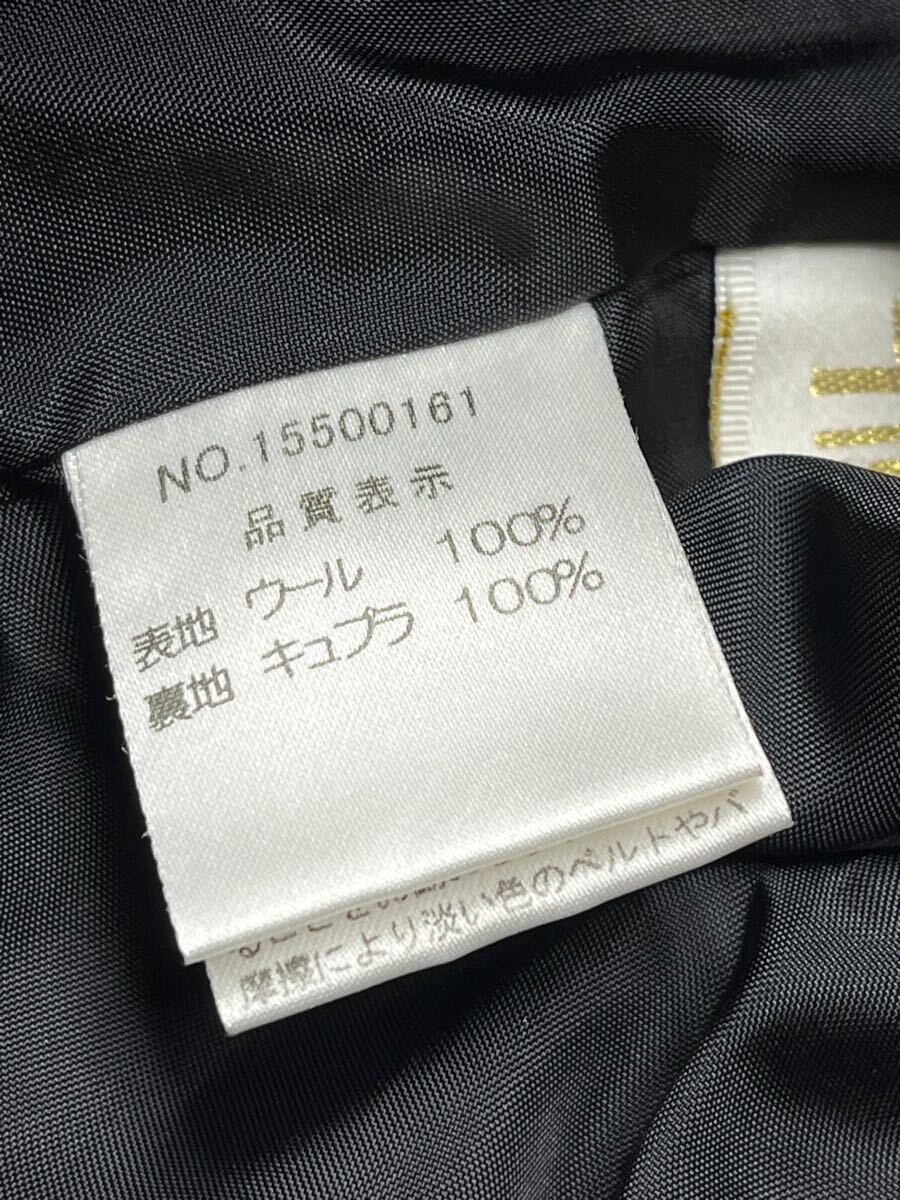 NO.15500161
品質表示
表地 ウール 100%
裏地 キュプラ 100%
摩擦により淡い色のベルトやバ